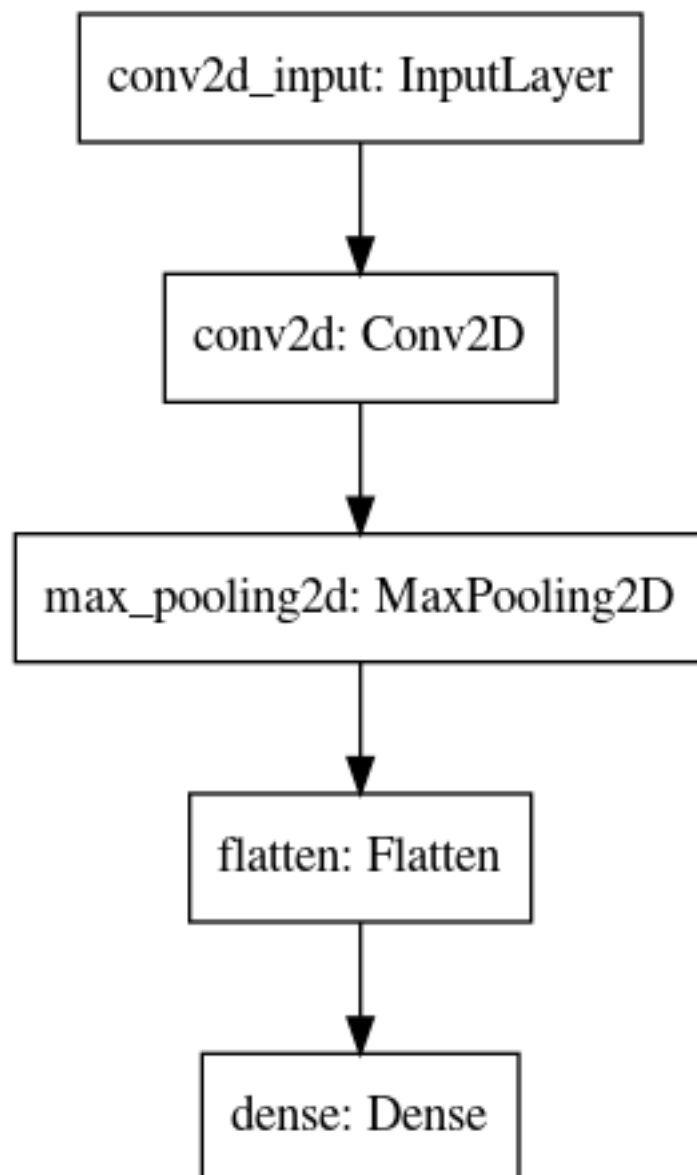 conv2d_input: InputLayer
conv2d: Conv2D
max_pooling2d: MaxPooling2D
flatten: Flatten
dense: Dense